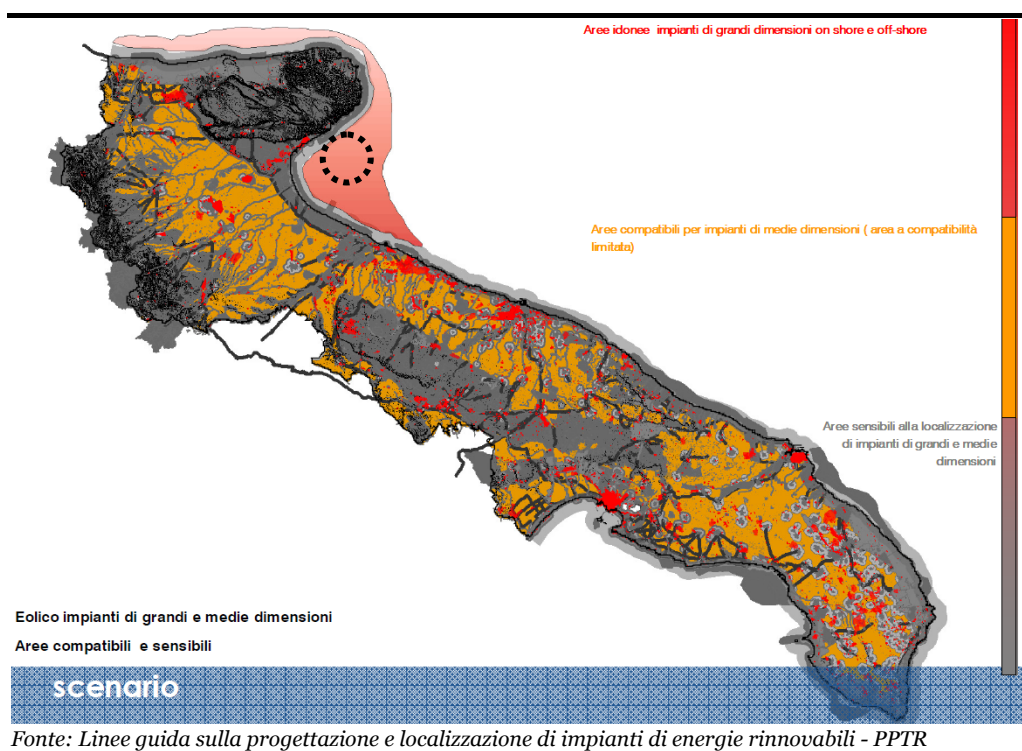 Aree idonee impianti di grandi dimensioni on shore e off-shore
Aree compatibili per impianti di medie dimensioni ( area a compatibilità
limitata)
Aree sensibili alla localizzazione
di impianti di grandi e medie
dimensioni
Eolico impianti di grandi e medie dimensioni
Aree compatibili e sensibili
scenario
Fonte: Linee guida sulla progettazione e localizzazione di impianti di energie rinnovabili - PPTR